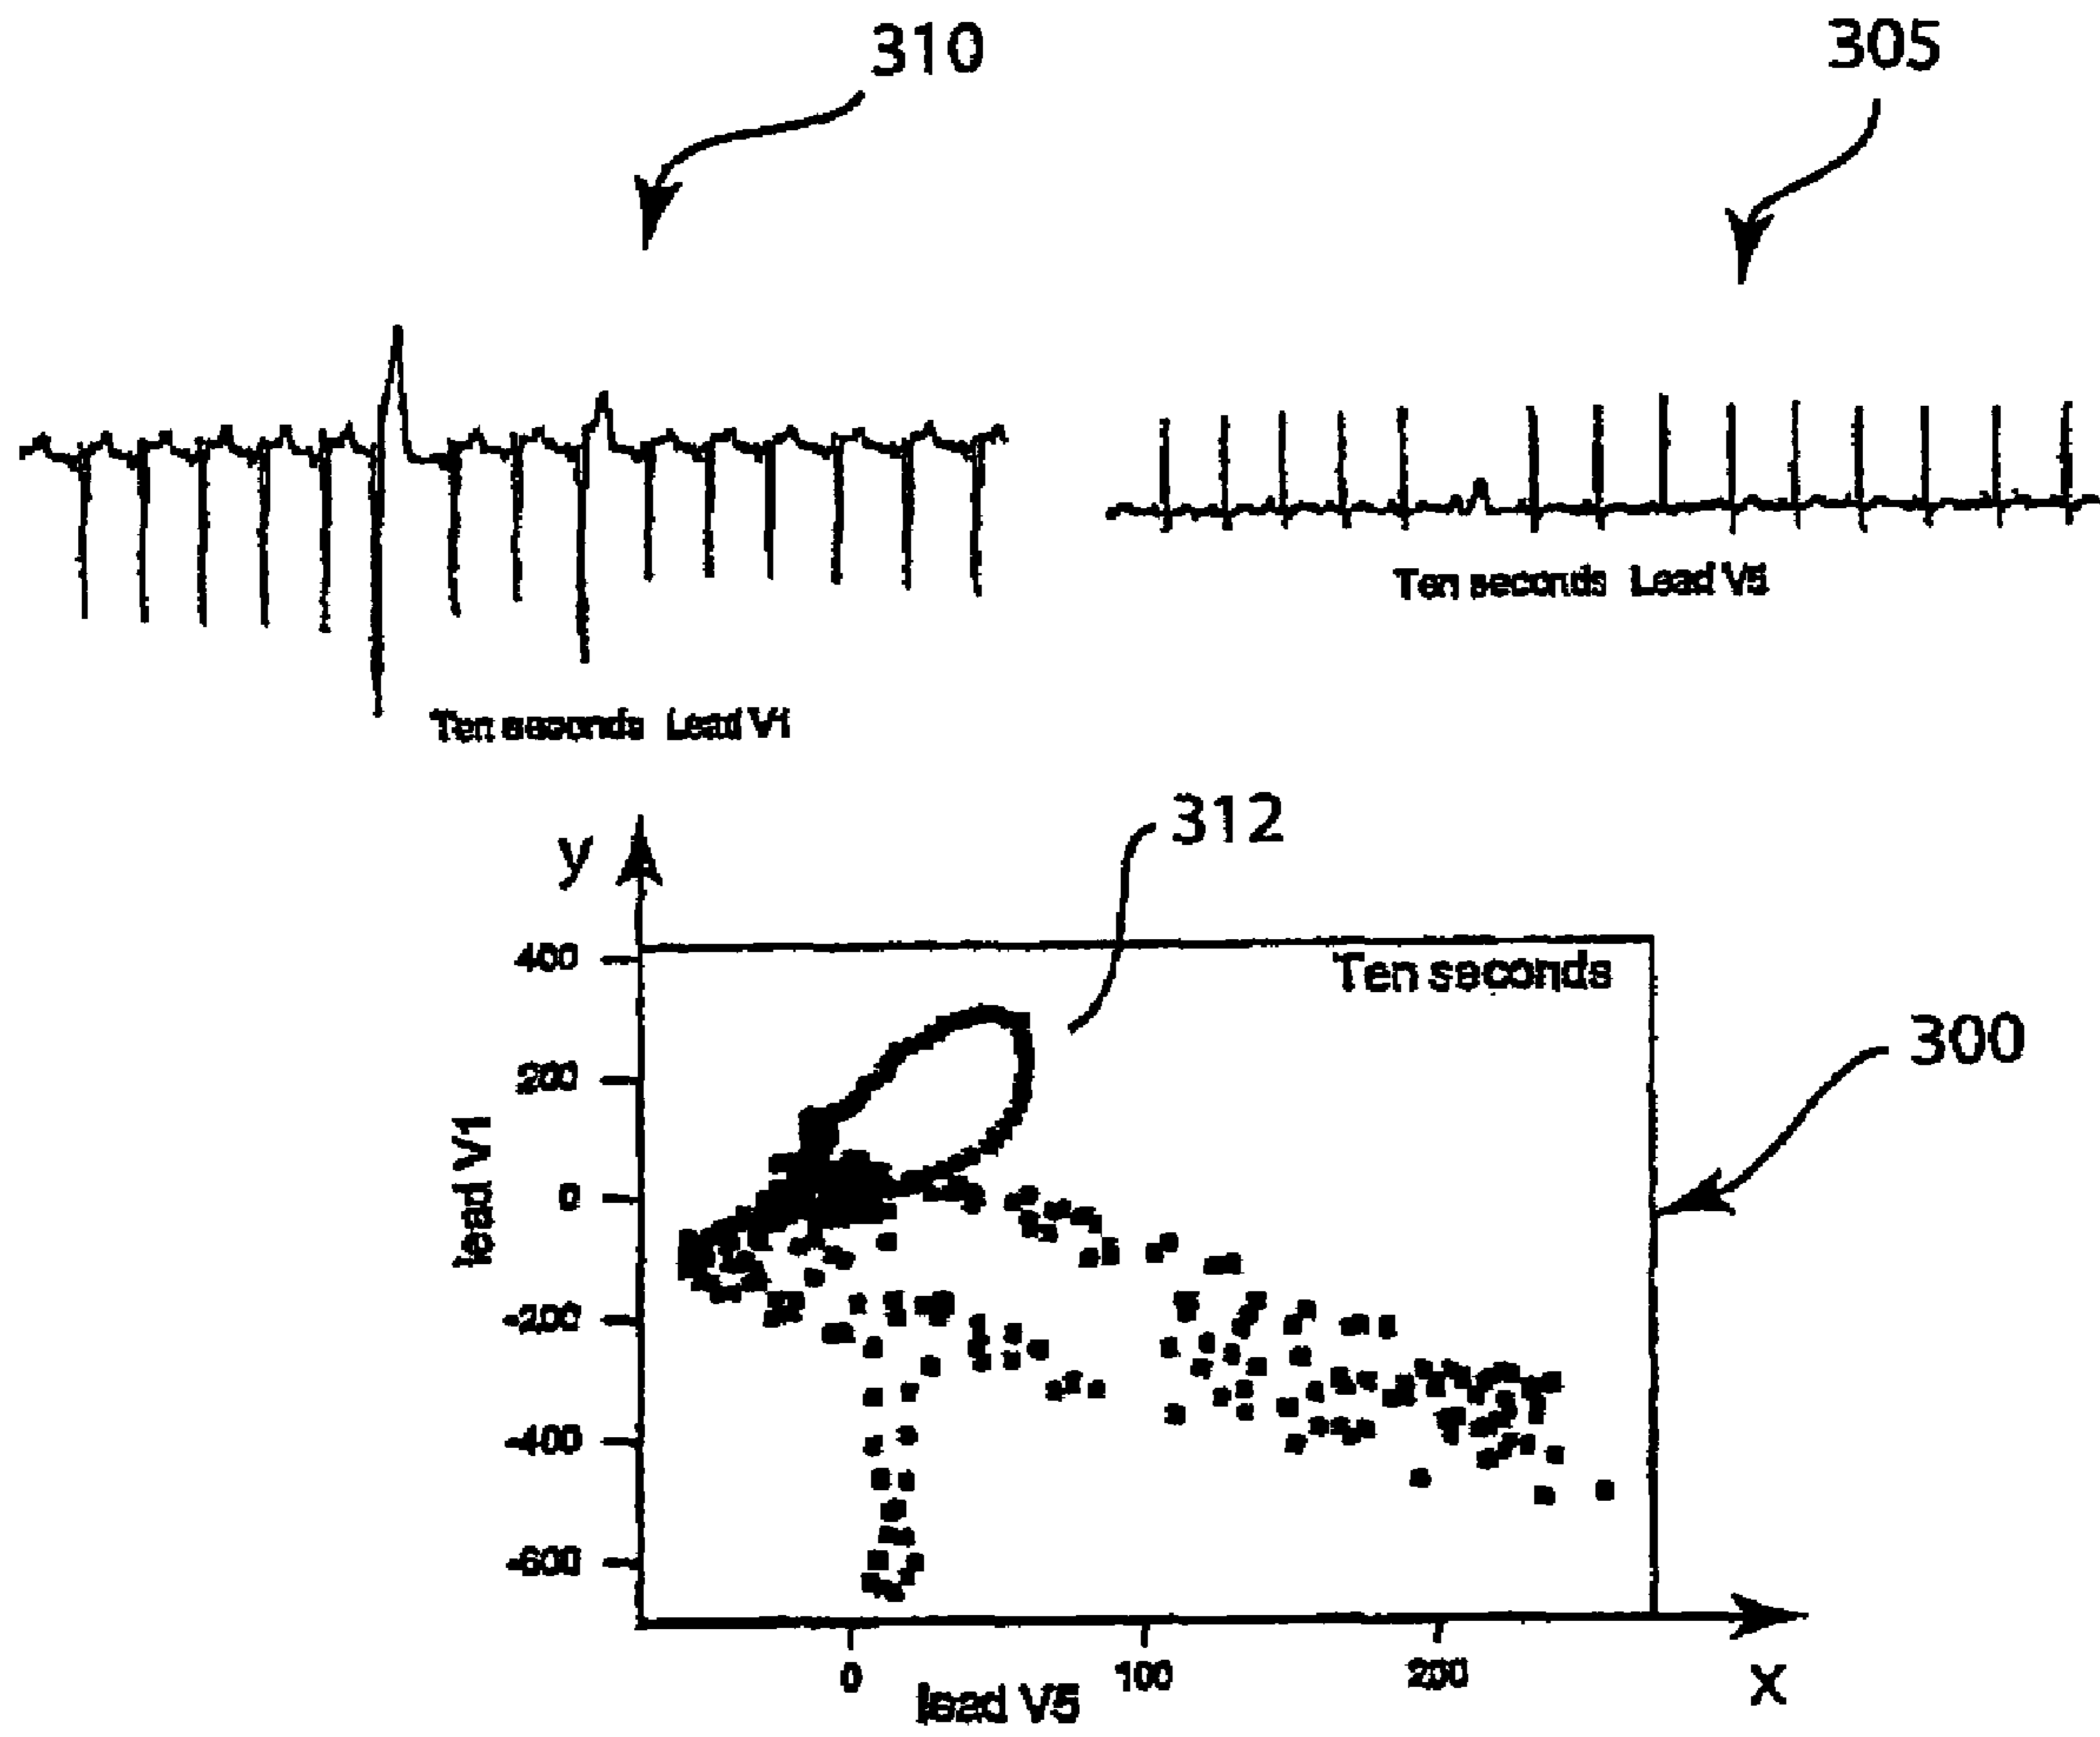 310
305
Ten seconds Lead V5
Ten seconds Lead V1
312
y
400
Ten seconds
200
300
lead V1
0
-200
-400
-600
0
100
200
lead V5
X